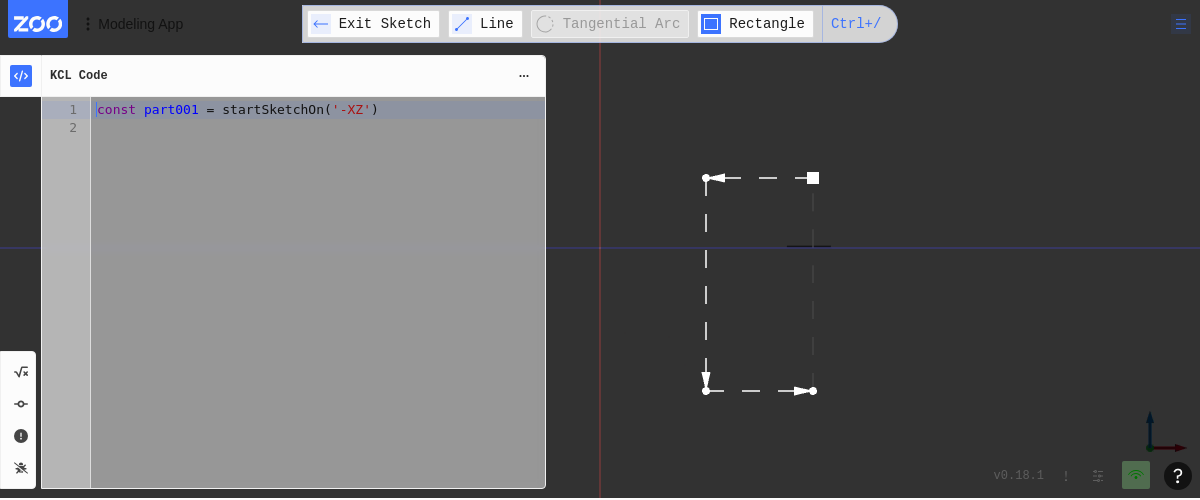 ZOO Modeling App
Exit Sketch Line Tangential Arc Rectangle Ctrl+/
KCL Code
1 const part001 = startSketchOn('-XZ')
2
v0.18.1 ! ?